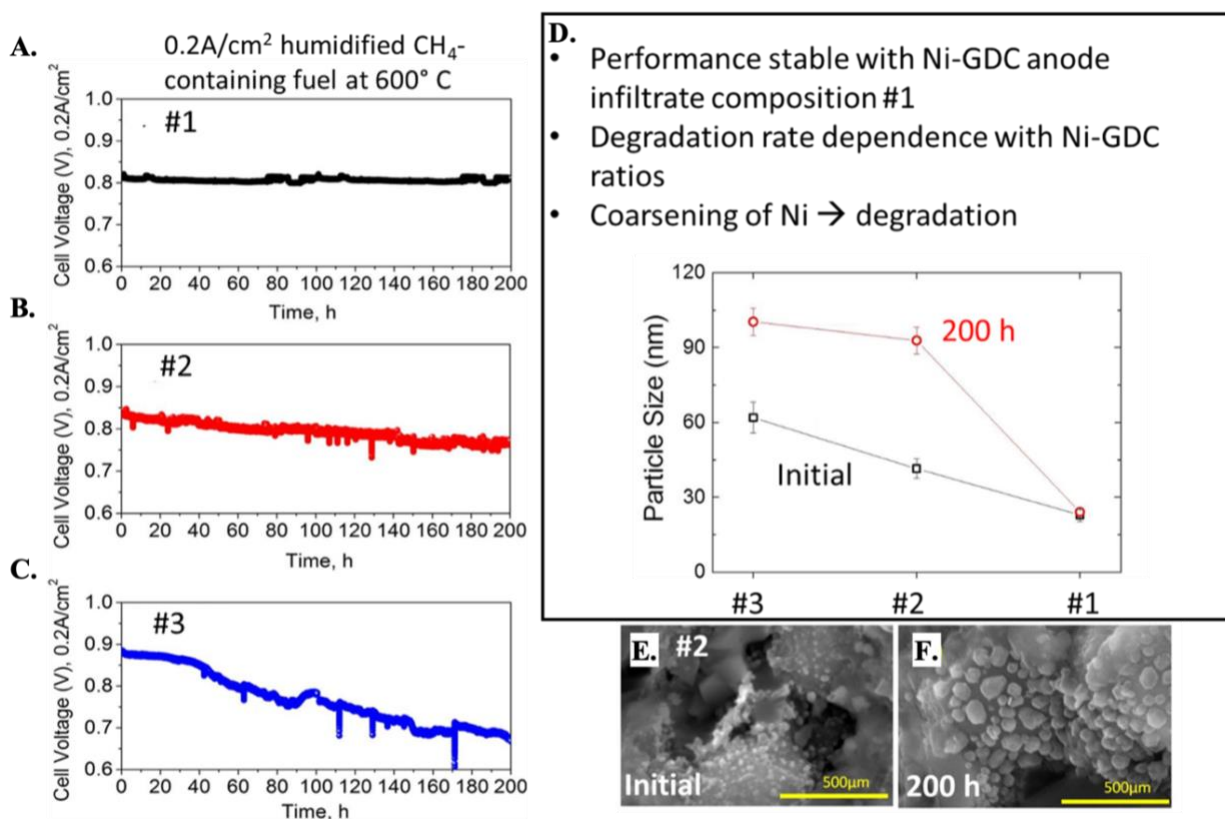 A.
0.2A/cm² humidified CH₄-
containing fuel at 600° C
Cell Voltage (V), 0.2A/cm²
1.0
0.9
0.8
0.7
0.6
#1
0 20 40 60 80 100 120 140 160 180 200
Time, h
B.
Cell Voltage (V), 0.2A/cm²
1.0
0.9
0.8
0.7
0.6
#2
0 20 40 60 80 100 120 140 160 180 200
Time, h
C.
Cell Voltage (V), 0.2A/cm²
1.0
0.9
0.8
0.7
0.6
#3
0 20 40 60 80 100 120 140 160 180 200
Time, h
D.
• Performance stable with Ni-GDC anode
infiltrate composition #1
• Degradation rate dependence with Ni-GDC
ratios
• Coarsening of Ni → degradation
Particle Size (nm)
120
90
60
30
0
200 h
Initial
#3 #2 #1
E. #2
Initial
500µm
F.
200 h
500µm